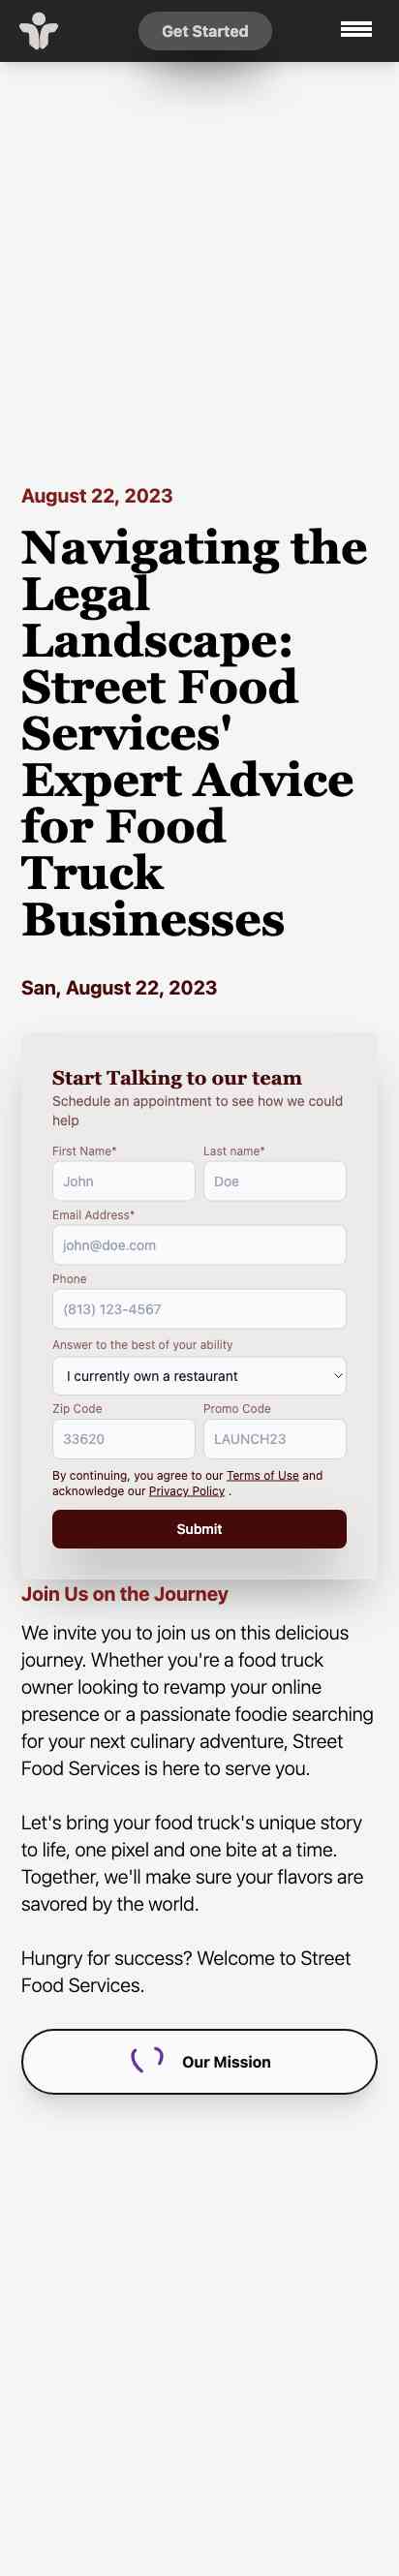 Get Started
August 22, 2023
Navigating the
Legal
Landscape:
Street Food
Services'
Expert Advice
for Food
Truck
Businesses
San, August 22, 2023
Start Talking to our team
Schedule an appointment to see how we could
help
First Name*
Last name*
John
Doe
Email Address*
john@doe.com
Phone
(813) 123-4567
Answer to the best of your ability
I currently own a restaurant
Zip Code
Promo Code
33620
LAUNCH23
By continuing, you agree to our Terms of Use and
acknowledge our Privacy Policy .
Submit
Join Us on the Journey
We invite you to join us on this delicious
journey. Whether you're a food truck
owner looking to revamp your online
presence or a passionate foodie searching
for your next culinary adventure, Street
Food Services is here to serve you.
Let's bring your food truck's unique story
to life, one pixel and one bite at a time.
Together, we'll make sure your flavors are
savored by the world.
Hungry for success? Welcome to Street
Food Services.
Our Mission